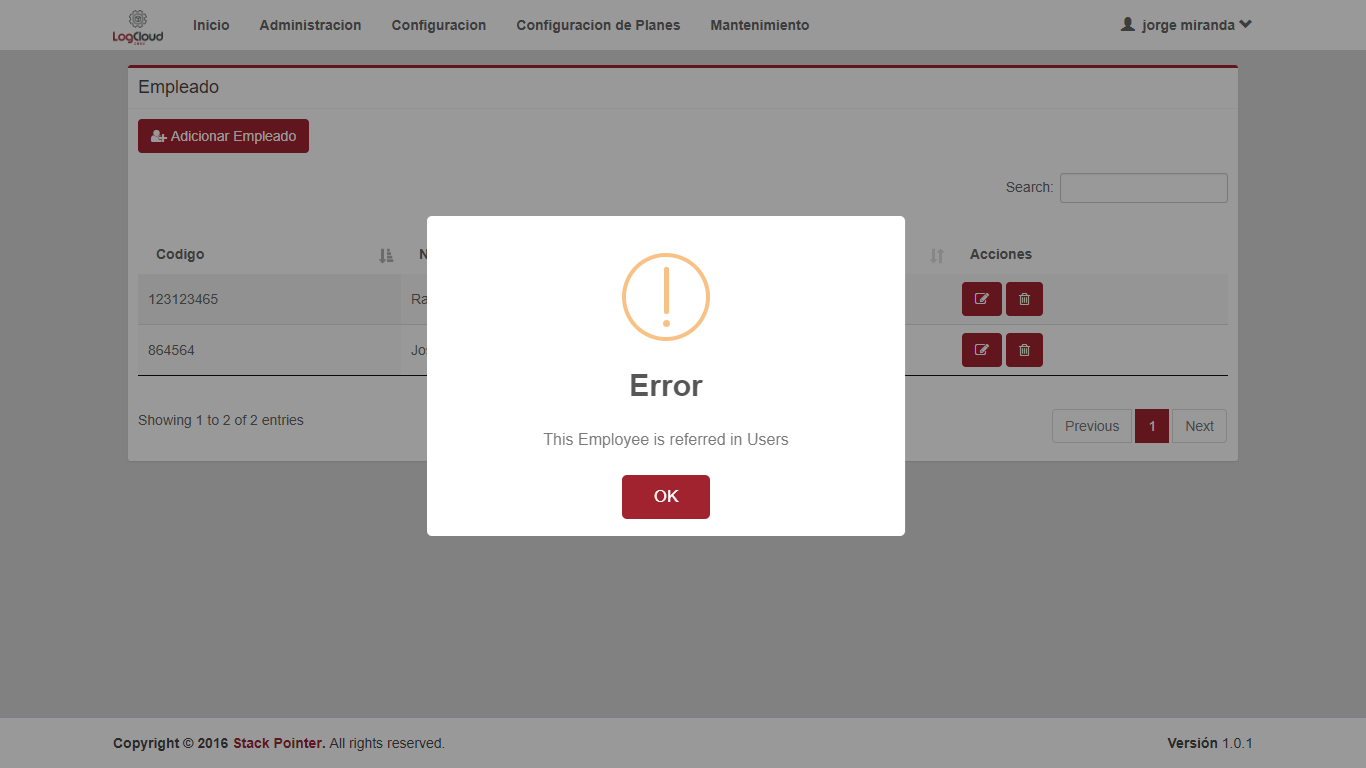 LogCloud
Inicio Administracion Configuracion Configuracion de Planes Mantenimiento jorge miranda
Empleado
Adicionar Empleado
Search:
Codigo N Acciones
123123465 Ra
864564 Jo
Error
This Employee is referred in Users
OK
Showing 1 to 2 of 2 entries
Previous 1 Next
Copyright © 2016 Stack Pointer. All rights reserved.
Versión 1.0.1